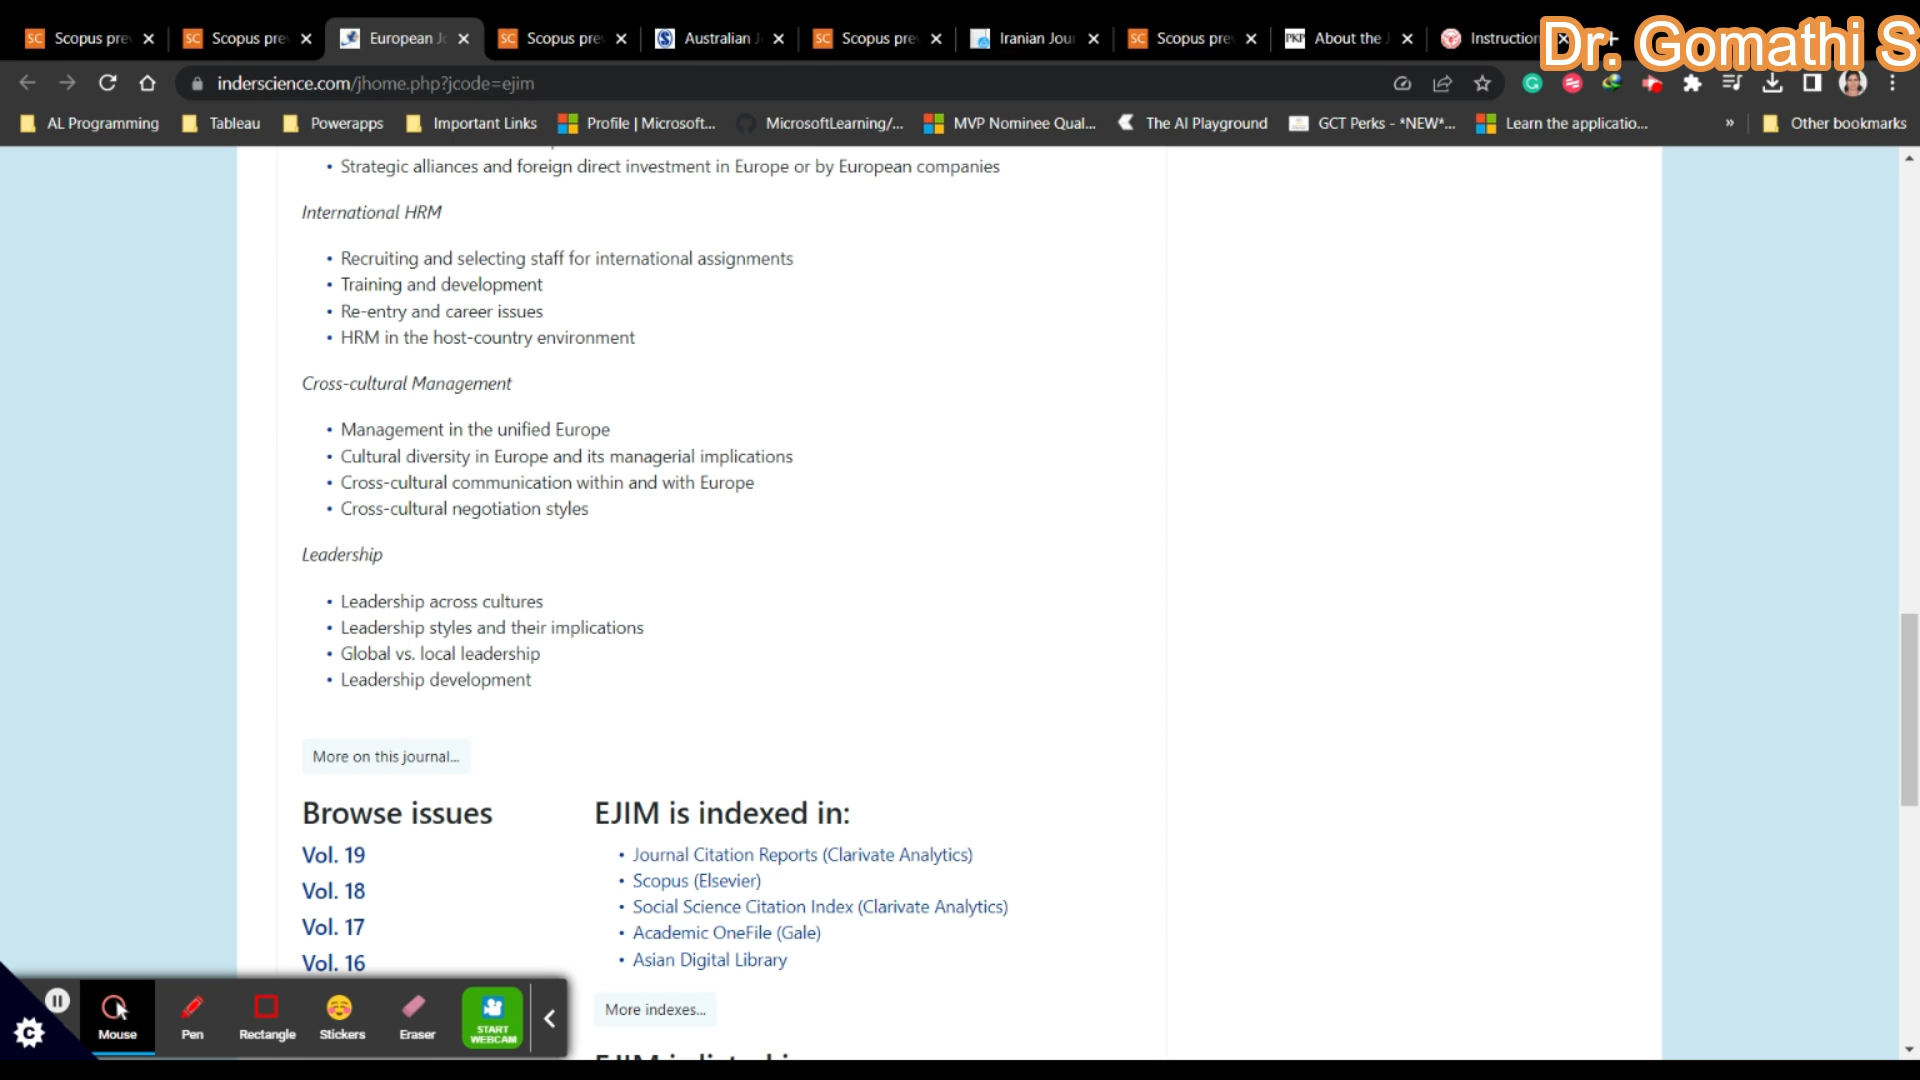 Scopus pre
Scopus pre
European Jo
Scopus pre
Australian J
Scopus pre
Iranian Jour
Scopus pre
About the J
Instruction
Dr. Gomathi S
inderscience.com/jhome.php?jcode=ejim
AL Programming
Tableau
Powerapps
Important Links
Profile | Microsoft...
MicrosoftLearning/...
MVP Nominee Qual...
The AI Playground
GCT Perks - *NEW*...
Learn the applicatio...
»
Other bookmarks
• Strategic alliances and foreign direct investment in Europe or by European companies
International HRM
• Recruiting and selecting staff for international assignments
• Training and development
• Re-entry and career issues
• HRM in the host-country environment
Cross-cultural Management
• Management in the unified Europe
• Cultural diversity in Europe and its managerial implications
• Cross-cultural communication within and with Europe
• Cross-cultural negotiation styles
Leadership
• Leadership across cultures
• Leadership styles and their implications
• Global vs. local leadership
• Leadership development
More on this journal...
Browse issues
Vol. 19
Vol. 18
Vol. 17
Vol. 16
EJIM is indexed in:
• Journal Citation Reports (Clarivate Analytics)
• Scopus (Elsevier)
• Social Science Citation Index (Clarivate Analytics)
• Academic OneFile (Gale)
• Asian Digital Library
More indexes...
Mouse
Pen
Rectangle
Stickers
Eraser
START
WEBCAM